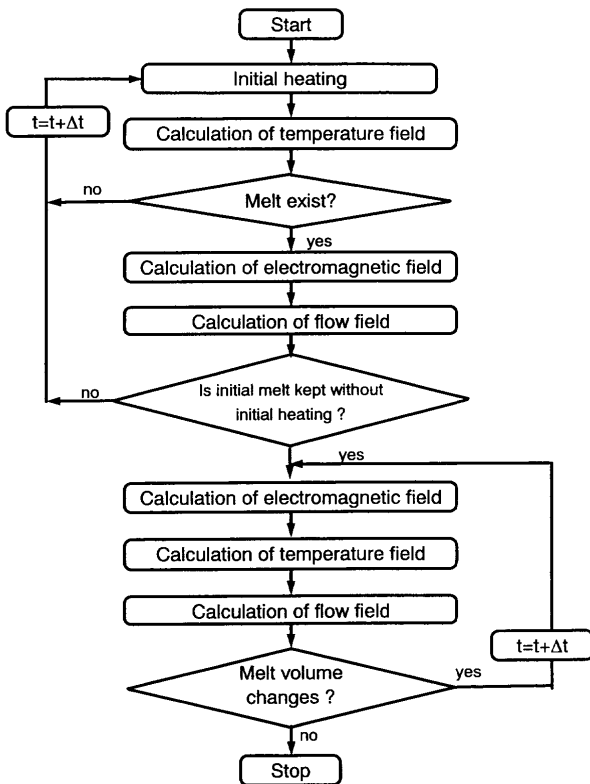 Start
Initial heating
t=t+Δt
Calculation of temperature field
no
Melt exist?
yes
Calculation of electromagnetic field
Calculation of flow field
no
Is initial melt kept without
initial heating ?
yes
Calculation of electromagnetic field
Calculation of temperature field
Calculation of flow field
t=t+Δt
Melt volume
changes ?
yes
no
Stop